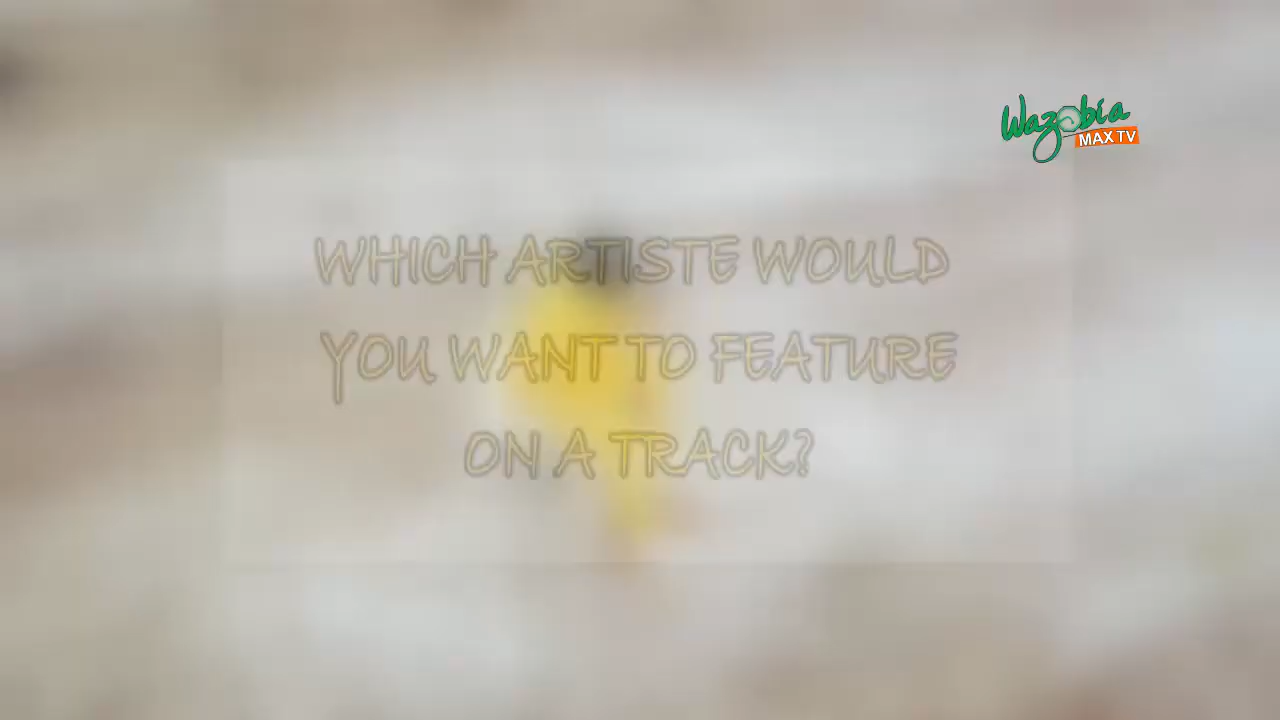 Wazobia
MAX TV
WHICH ARTISTE WOULD
YOU WANT TO FEATURE
ON A TRACK?